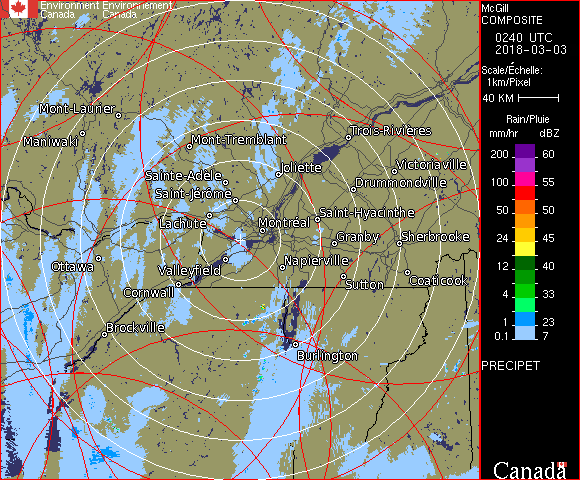 Environment Environnement
Canada Canada
McGill
COMPOSITE
0240 UTC
2018-03-03
Scale/Échelle:
1km/Pixel
40 KM
Rain/Pluie
mm/hr dBZ
200 60
100 55
50 50
24 45
12 40
4 33
1 23
0.1 7
PRECIPET
Canada
Mont-Laurier
Maniwaki
Mont-Tremblant
Trois-Rivières
Joliette
Victoriaville
Sainte-Adèle
Drummondville
Saint-Jérôme
Saint-Hyacinthe
Lachute
Montréal
Granby
Sherbrooke
Ottawa
Valleyfield
Napierville
Cornwall
Sutton
Coaticook
Brockville
Burlington